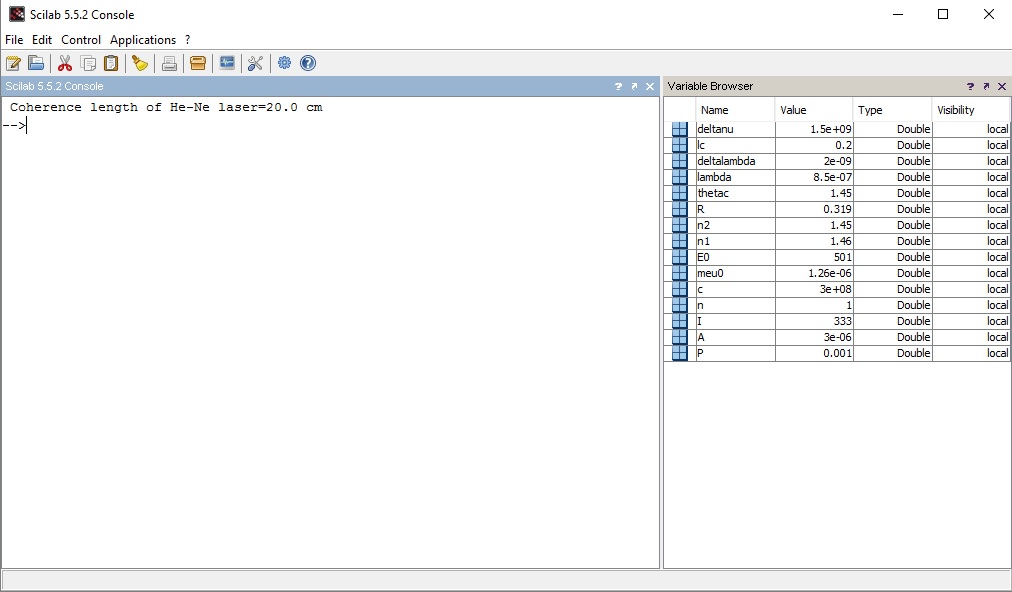 Scilab 5.5.2 Console
File Edit Control Applications ?
Scilab 5.5.2 Console
Coherence length of He-Ne laser=20.0 cm
-->
Variable Browser
Name Value Type Visibility
deltanu 1.5e+09 Double local
lc 0.2 Double local
deltalambda 2e-09 Double local
lambda 8.5e-07 Double local
thetac 1.45 Double local
R 0.319 Double local
n2 1.45 Double local
n1 1.46 Double local
E0 501 Double local
meu0 1.26e-06 Double local
c 3e+08 Double local
n 1 Double local
I 333 Double local
A 3e-06 Double local
P 0.001 Double local